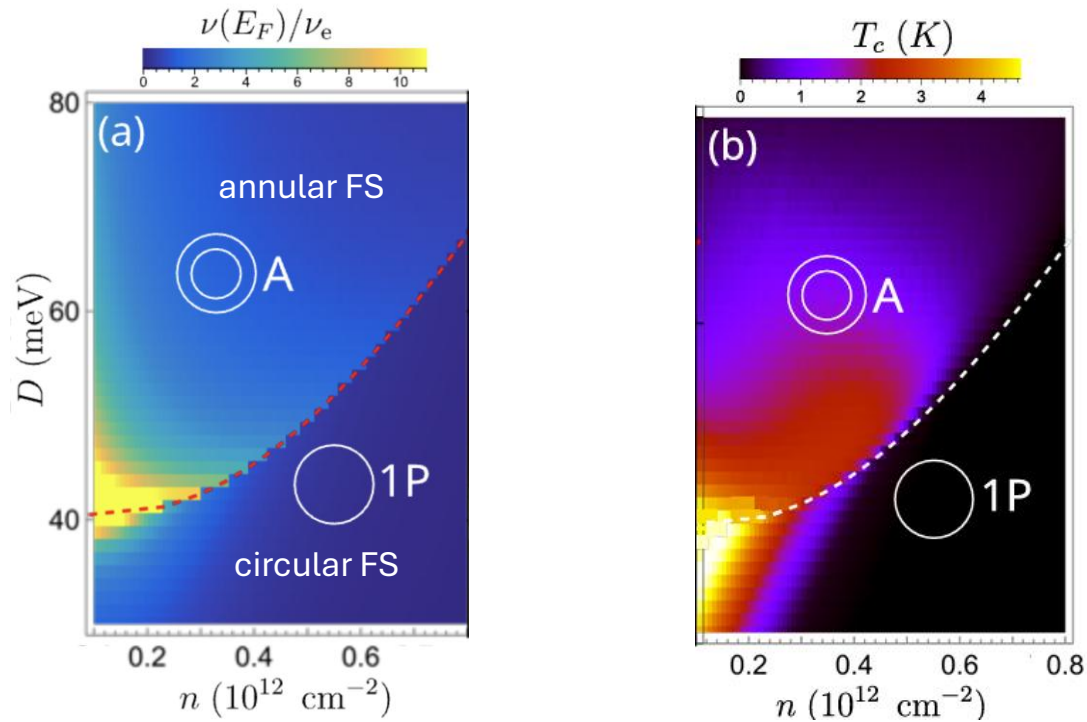 ν(E_F)/ν_e
0 2 4 6 8 10
(a)
annular FS
A
1P
circular FS
D (meV)
80
60
40
0.2 0.4 0.6
n (10^12 cm^−2)
T_c (K)
0 1 2 3 4
(b)
A
1P
0.2 0.4 0.6 0.8
n (10^12 cm^−2)